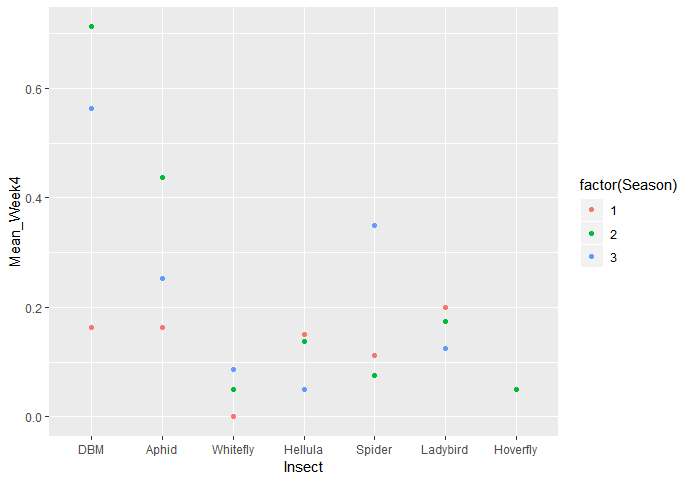 Mean_Week4
0.6
0.4
0.2
0.0
DBM Aphid Whitefly Hellula Spider Ladybird Hoverfly
Insect
factor(Season)
1
2
3